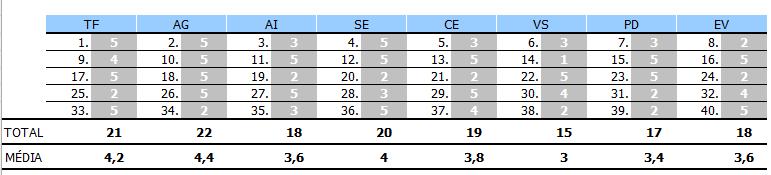 TF AG AI SE CE VS PD EV
1. 5 2. 5 3. 3 4. 5 5. 3 6. 3 7. 3 8. 2
9. 4 10. 5 11. 5 12. 5 13. 5 14. 1 15. 5 16. 5
17. 5 18. 5 19. 2 20. 2 21. 2 22. 5 23. 5 24. 2
25. 2 26. 5 27. 5 28. 3 29. 5 30. 4 31. 2 32. 4
33. 5 34. 2 35. 3 36. 5 37. 4 38. 2 39. 2 40. 5
TOTAL 21 22 18 20 19 15 17 18
MÉDIA 4,2 4,4 3,6 4 3,8 3 3,4 3,6